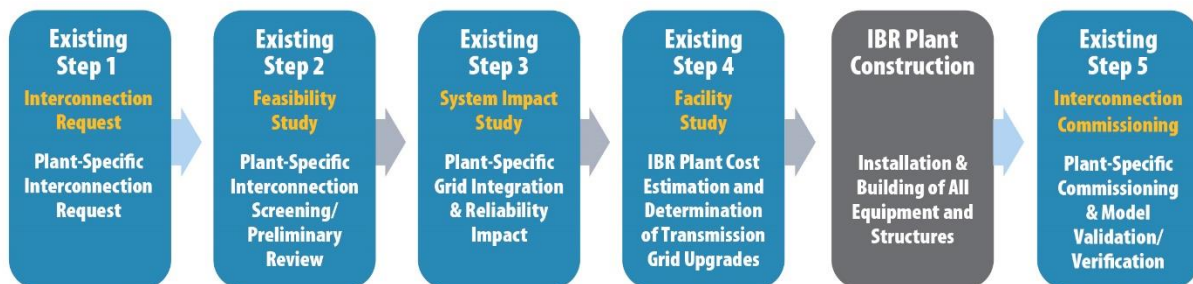 Existing
Step 1
Interconnection
Request
Plant-Specific
Interconnection
Request
Existing
Step 2
Feasibility
Study
Plant-Specific
Interconnection
Screening/
Preliminary
Review
Existing
Step 3
System Impact
Study
Plant-Specific
Grid Integration
& Reliability
Impact
Existing
Step 4
Facility
Study
IBR Plant Cost
Estimation and
Determination
of Transmission
Grid Upgrades
IBR Plant
Construction
Installation &
Building of All
Equipment and
Structures
Existing
Step 5
Interconnection
Commissioning
Plant-Specific
Commissioning
& Model
Validation/
Verification